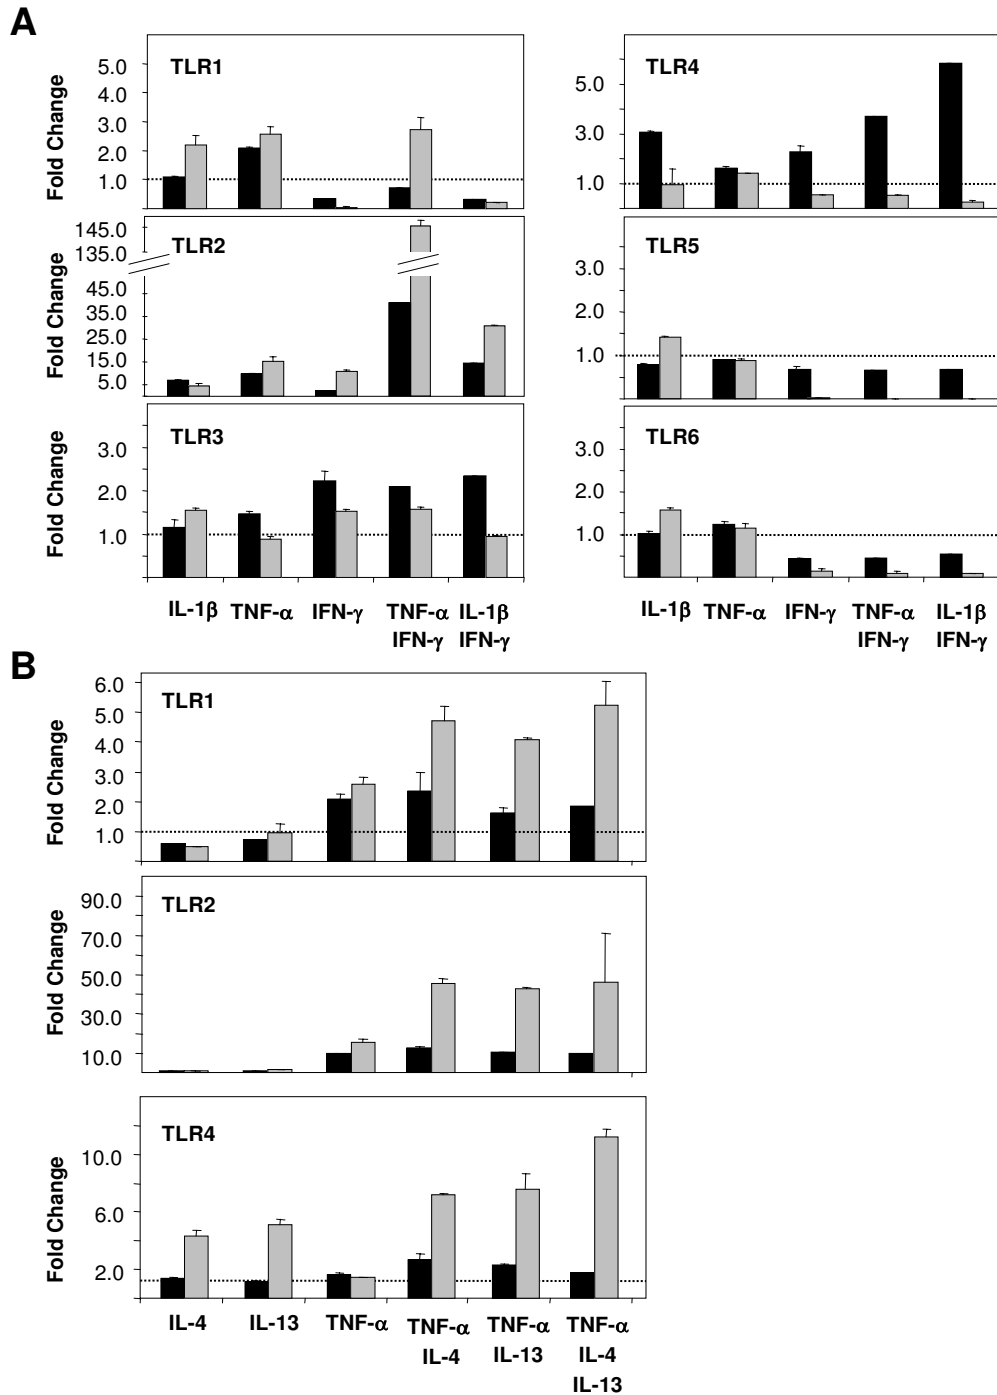 A
Fold Change
5.0
4.0
3.0
2.0
1.0
TLR1
5.0
3.0
1.0
TLR4
Fold Change
145.0
135.0
45.0
35.0
25.0
15.0
5.0
TLR2
3.0
2.0
1.0
TLR5
Fold Change
3.0
2.0
1.0
TLR3
3.0
2.0
1.0
TLR6
IL-1β TNF-α IFN-γ TNF-α IL-1β
IFN-γ IFN-γ
IL-1β TNF-α IFN-γ TNF-α IL-1β
IFN-γ IFN-γ
B
Fold Change
6.0
5.0
4.0
3.0
2.0
1.0
TLR1
Fold Change
90.0
70.0
50.0
30.0
10.0
TLR2
Fold Change
10.0
6.0
2.0
TLR4
IL-4 IL-13 TNF-α TNF-α TNF-α TNF-α
IL-4 IL-13 IL-4
IL-13